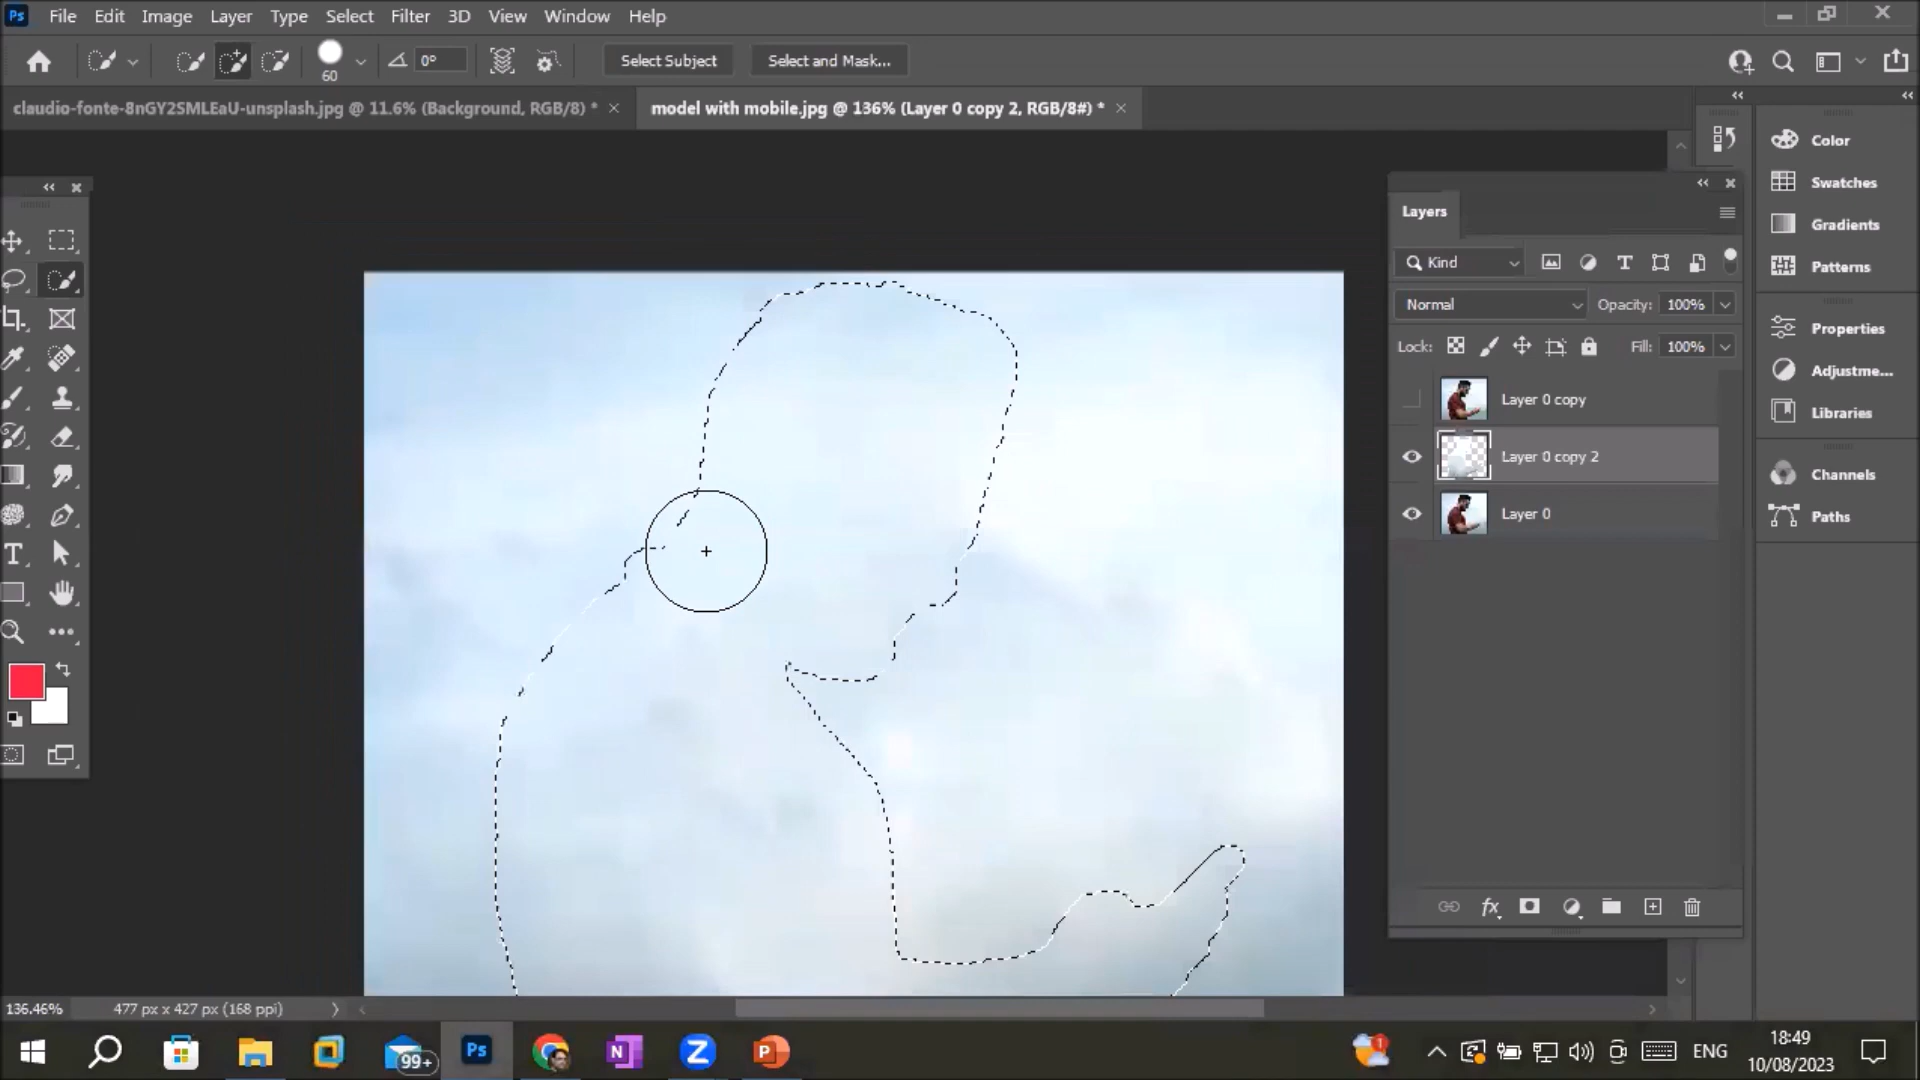 Ps File Edit Image Layer Type Select Filter 3D View Window Help
60
0°
Select Subject
Select and Mask...
claudio-fonte-8nGY2SMLEaU-unsplash.jpg @ 11.6% (Background, RGB/8) *
model with mobile.jpg @ 136% (Layer 0 copy 2, RGB/8#) *
Layers
Kind
Normal
Opacity: 100%
Lock:
Fill: 100%
Layer 0 copy
Layer 0 copy 2
Layer 0
fx
Color
Swatches
Gradients
Patterns
Properties
Adjustme...
Libraries
Channels
Paths
136.46%
477 px x 427 px (168 ppi)
99+
Ps
N
Z
P
1
ENG
18:49
10/08/2023